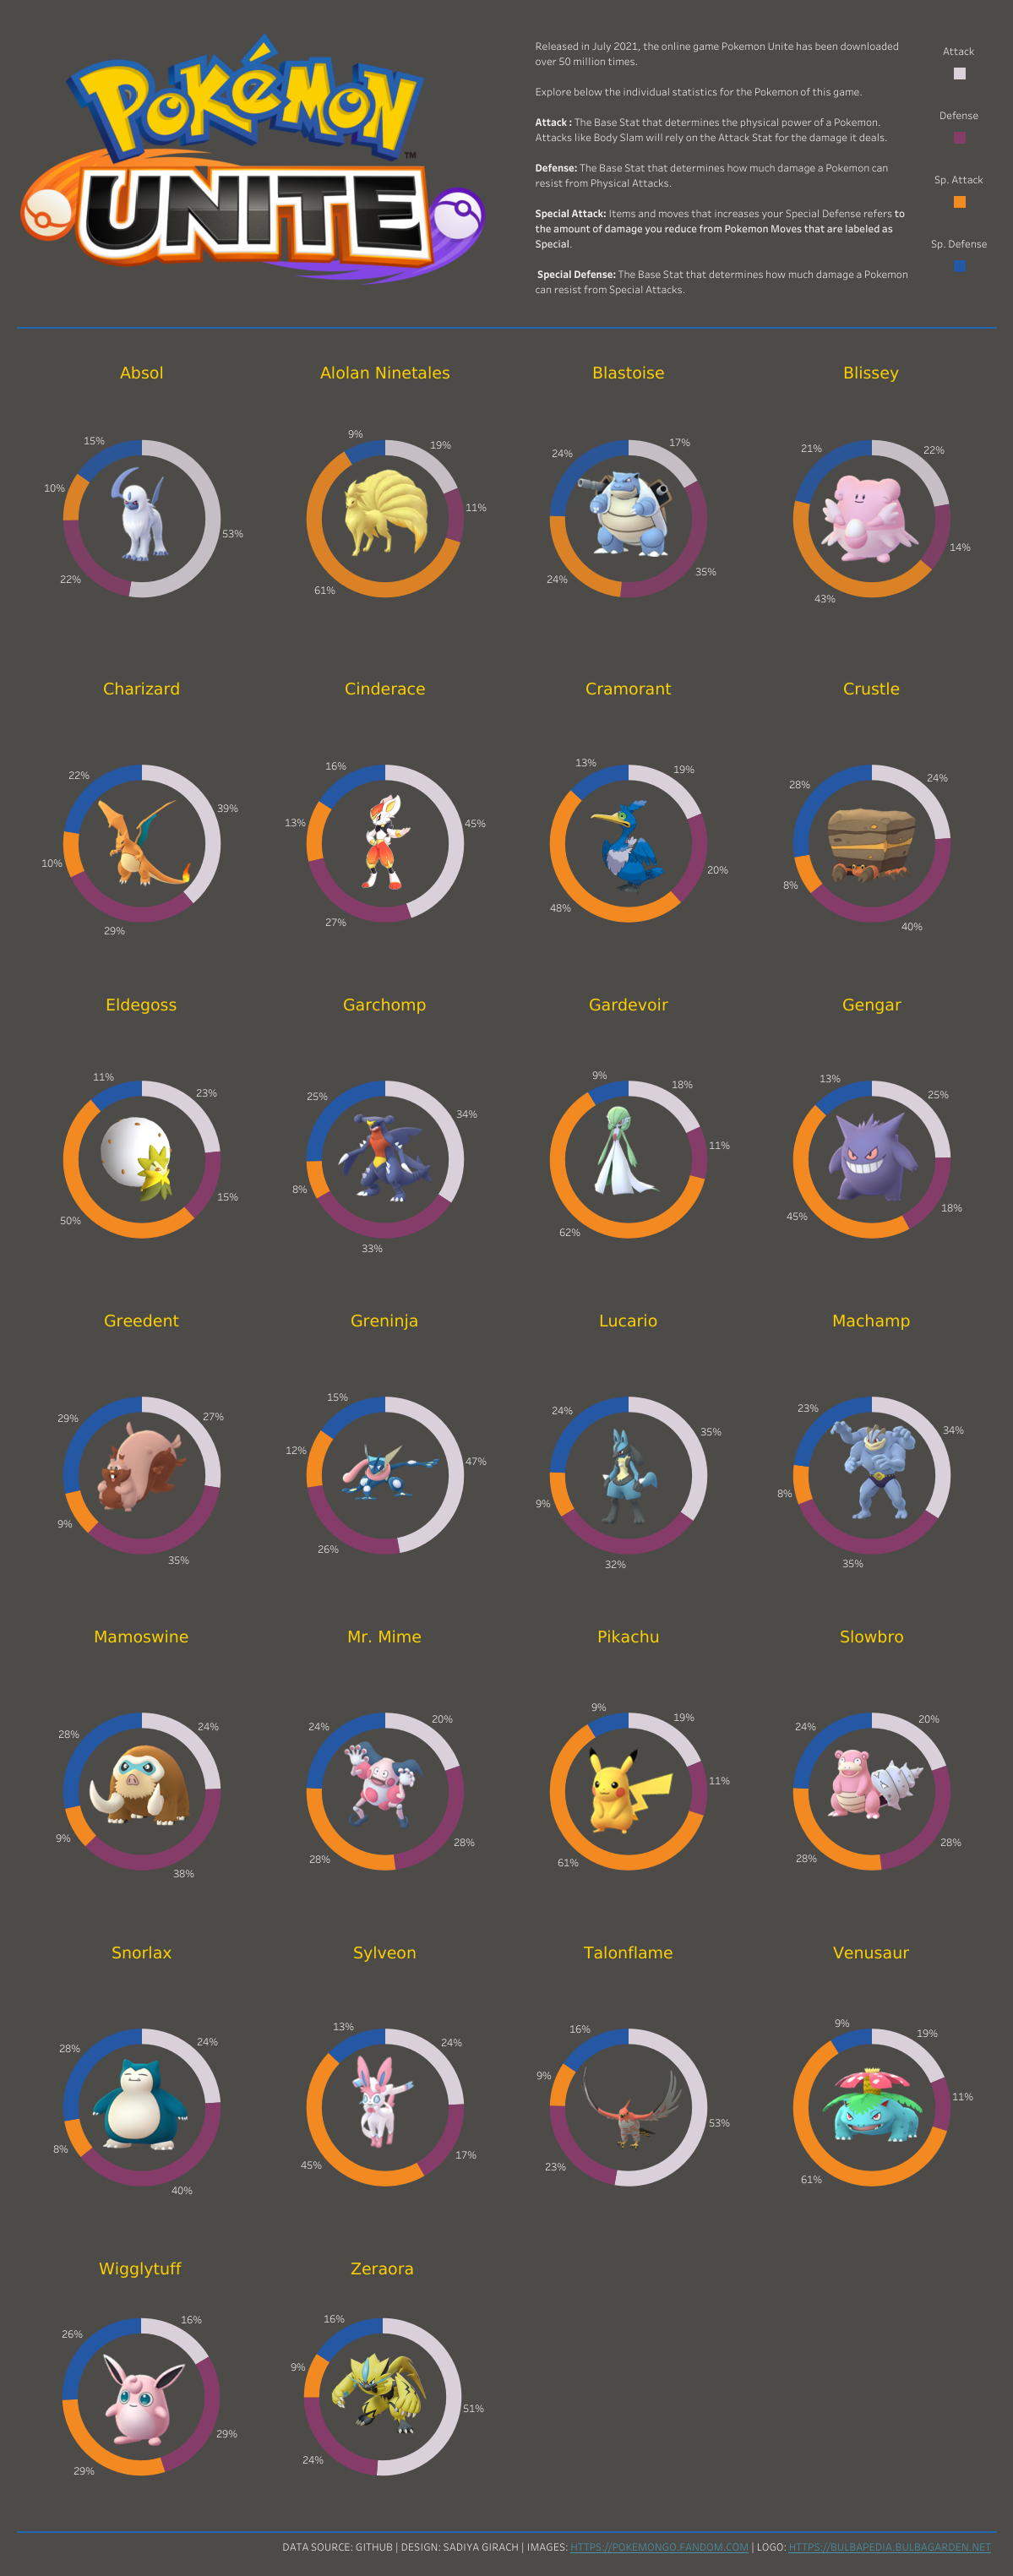 POKéMON
TM
UNITE
Released in July 2021, the online game Pokemon Unite has been downloaded
over 50 million times.
Explore below the individual statistics for the Pokemon of this game.
Attack : The Base Stat that determines the physical power of a Pokemon.
Attacks like Body Slam will rely on the Attack Stat for the damage it deals.
Defense: The Base Stat that determines how much damage a Pokemon can
resist from Physical Attacks.
Special Attack: Items and moves that increases your Special Defense refers to
the amount of damage you reduce from Pokemon Moves that are labeled as
Special.
Special Defense: The Base Stat that determines how much damage a Pokemon
can resist from Special Attacks.
Attack
Defense
Sp. Attack
Sp. Defense
Absol
15%
10%
53%
22%
Alolan Ninetales
9%
19%
11%
61%
Blastoise
17%
24%
35%
24%
Blissey
21%
22%
14%
43%
Charizard
22%
39%
10%
29%
Cinderace
16%
13%
45%
27%
Cramorant
13%
19%
20%
48%
Crustle
24%
28%
8%
40%
Eldegoss
11%
23%
15%
50%
Garchomp
25%
34%
8%
33%
Gardevoir
9%
18%
11%
62%
Gengar
13%
25%
18%
45%
Greedent
29%
27%
9%
35%
Greninja
15%
12%
47%
26%
Lucario
24%
35%
9%
32%
Machamp
23%
34%
8%
35%
Mamoswine
28%
24%
9%
38%
Mr. Mime
24%
20%
28%
28%
Pikachu
9%
19%
11%
61%
Slowbro
24%
20%
28%
28%
Snorlax
28%
24%
8%
40%
Sylveon
13%
24%
17%
45%
Talonflame
16%
9%
53%
23%
Venusaur
9%
19%
11%
61%
Wigglytuff
16%
26%
29%
29%
Zeraora
16%
9%
51%
24%
DATA SOURCE: GITHUB | DESIGN: SADIYA GIRACH | IMAGES: HTTPS://POKEMONGO.FANDOM.COM | LOGO: HTTPS://BULBAPEDIA.BULBAGARDEN.NET